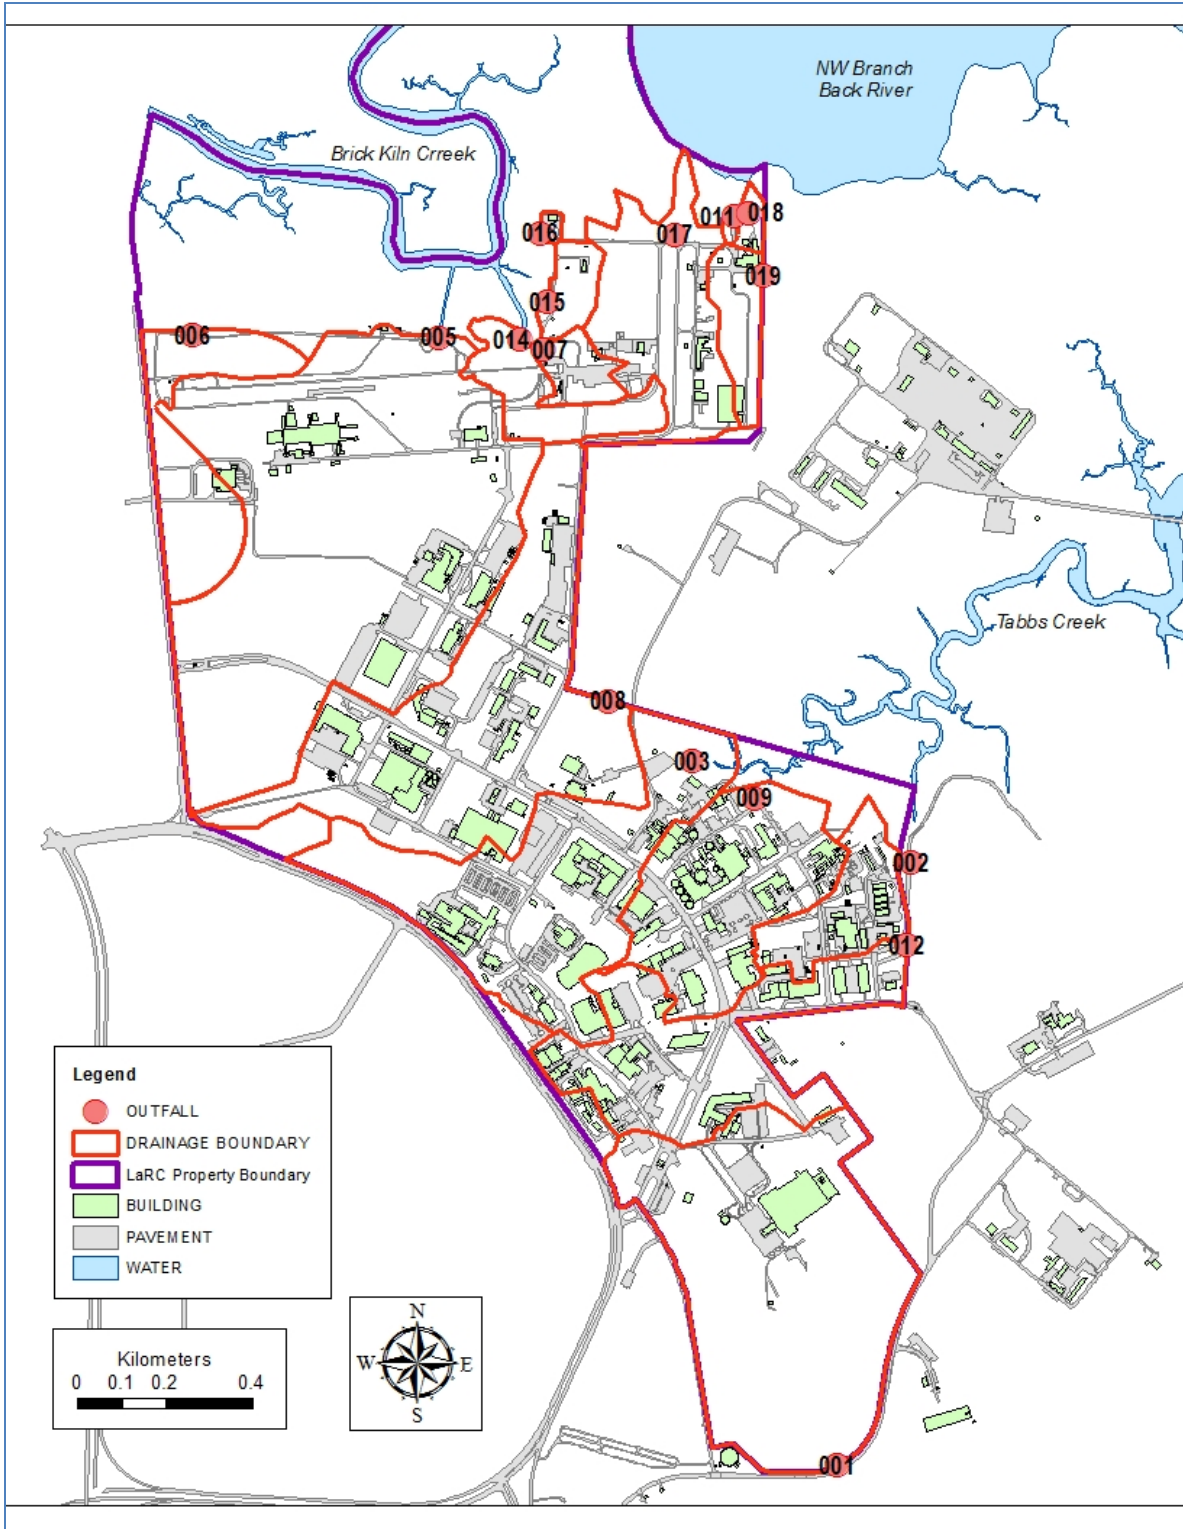 NW Branch
Back River
Brick Kiln Crreek
011
018
016
017
019
015
006
005
014
007
Tabbs Creek
008
003
009
002
012
Legend
OUTFALL
DRAINAGE BOUNDARY
LaRC Property Boundary
BUILDING
PAVEMENT
WATER
Kilometers
0 0.1 0.2 0.4
N
W E
S
001